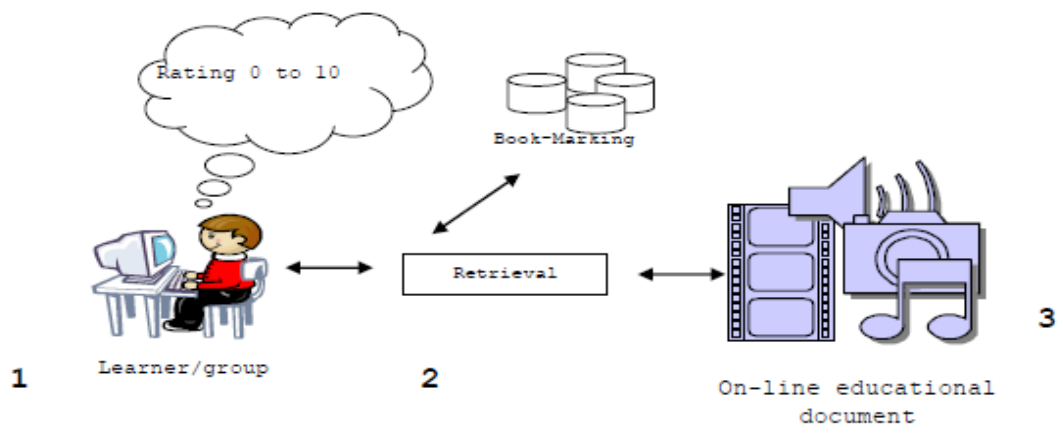 Rating 0 to 10
Book-Marking
Retrieval
Learner/group
1
2
3
On-line educational
document